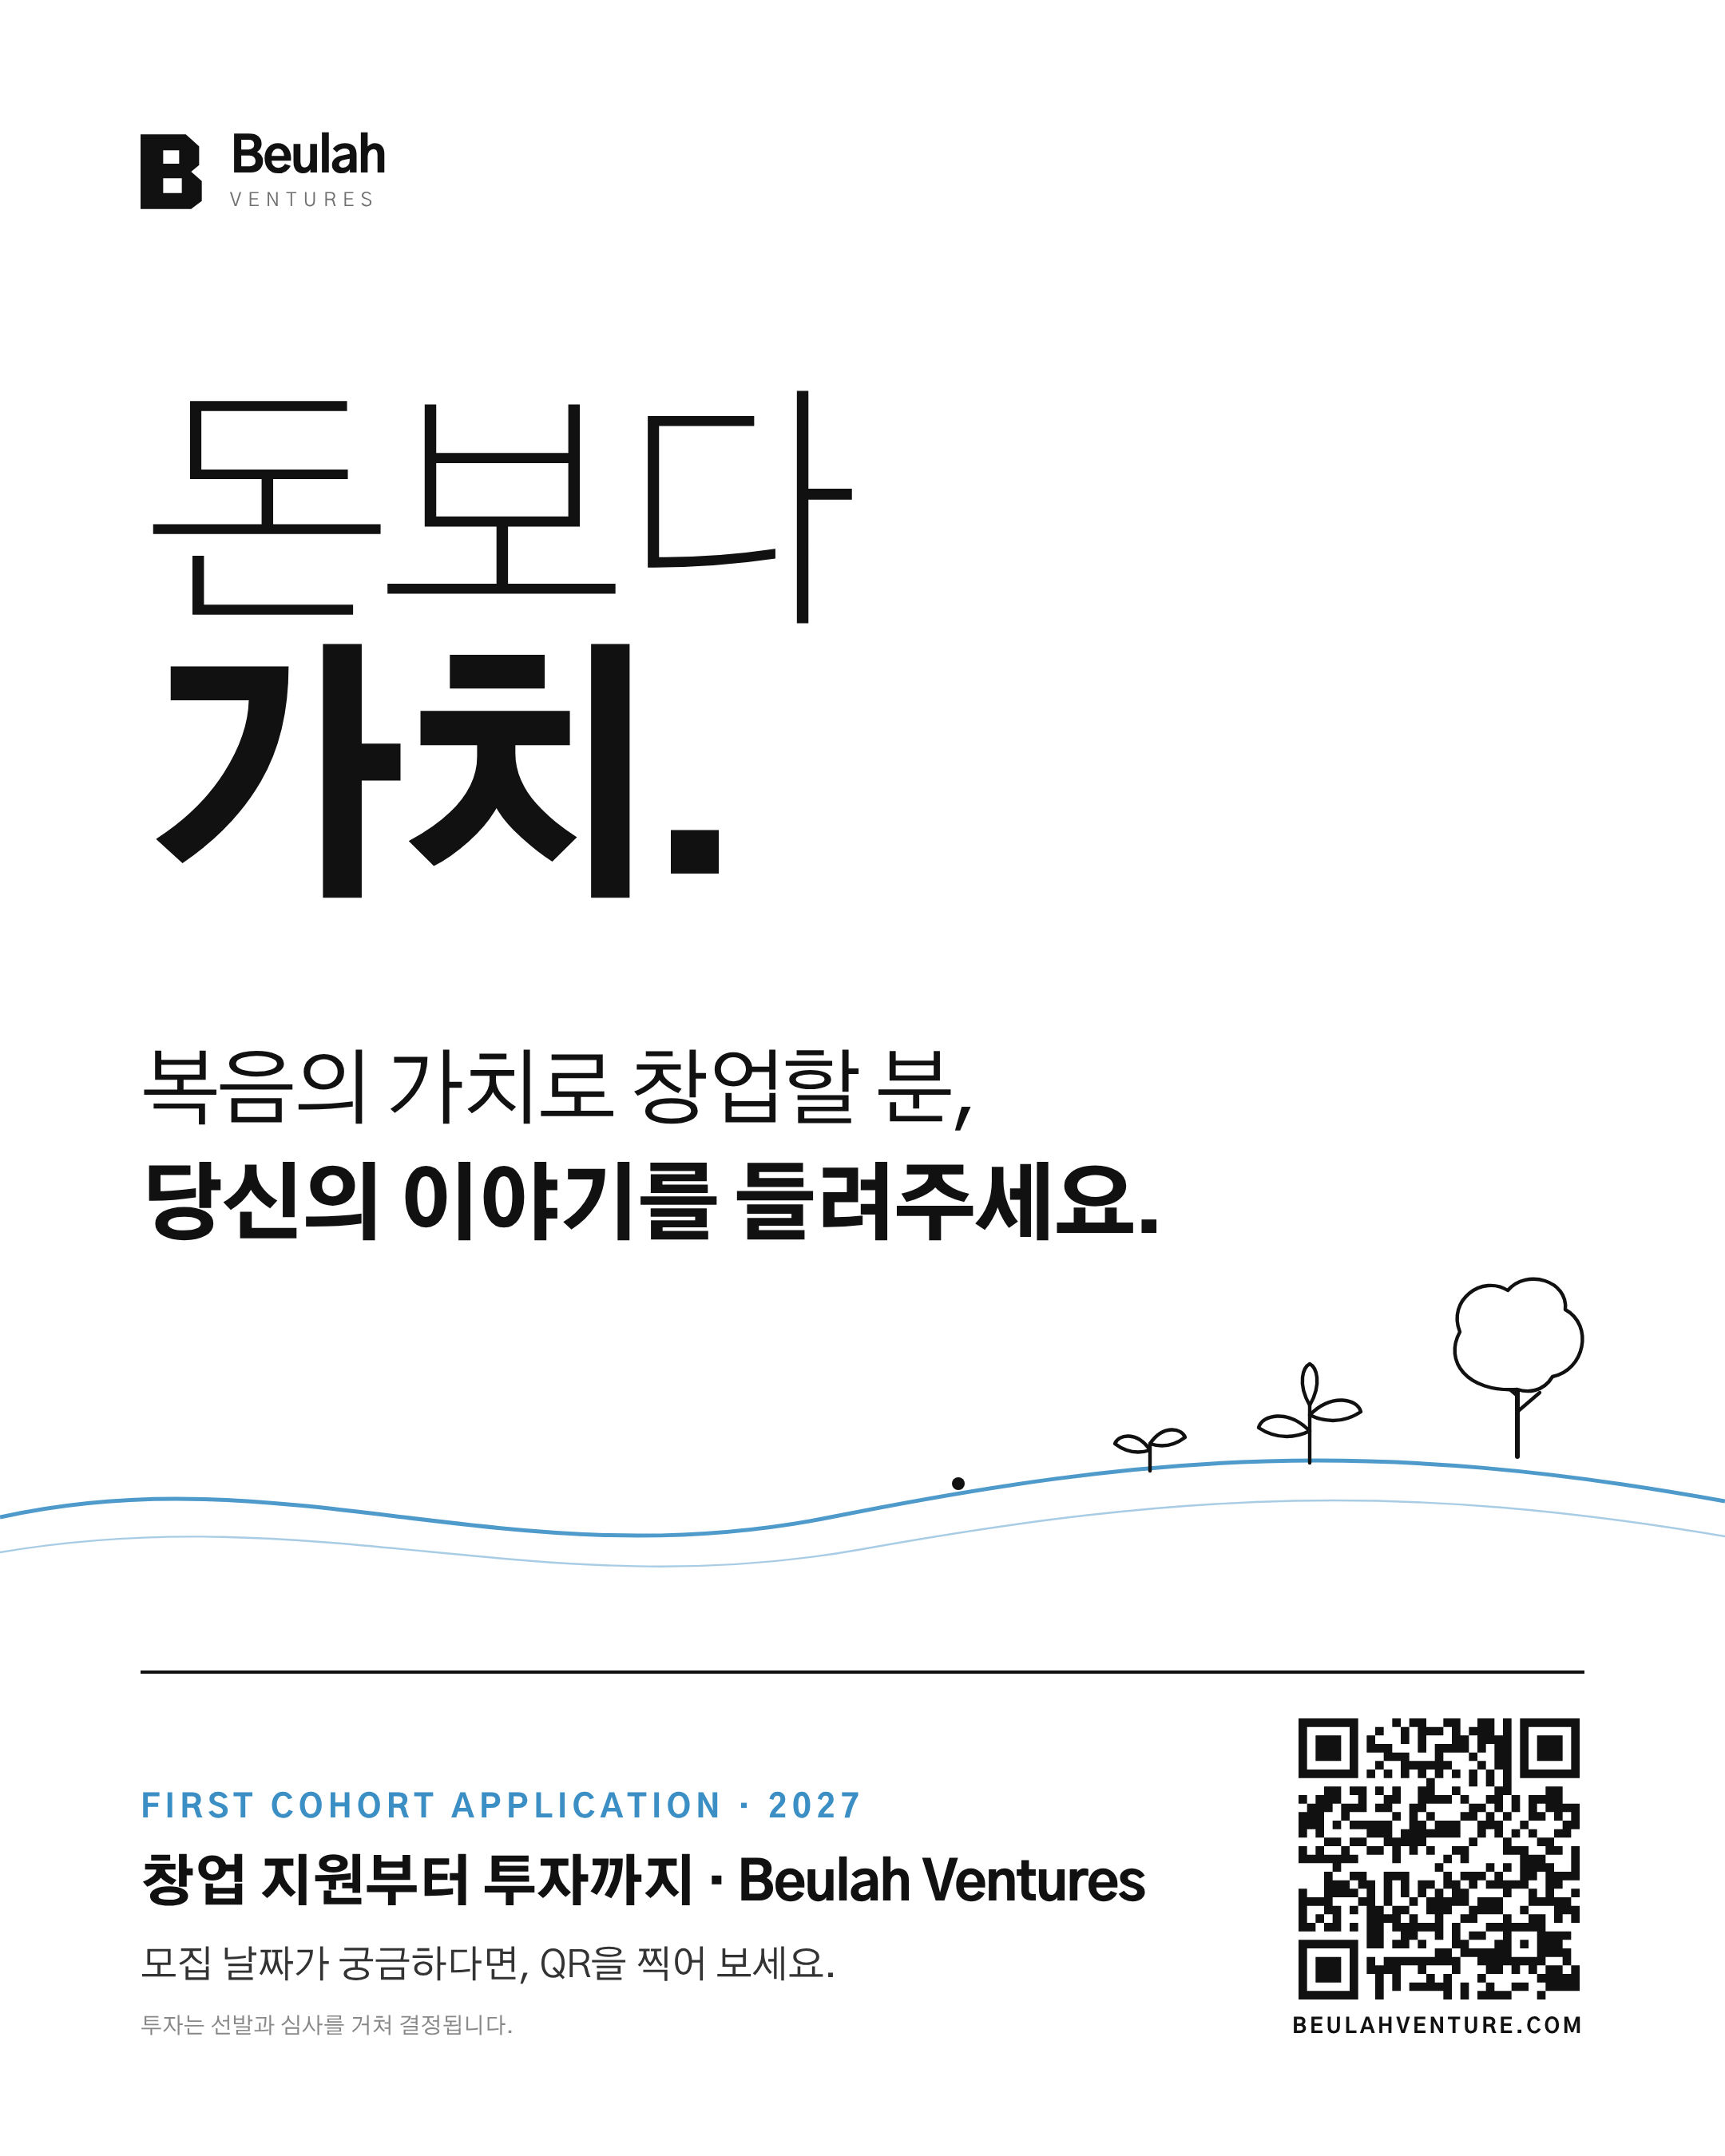 B
Beulah
VENTURES
돈보다
가치.
복음의 가치로 창업할 분,
당신의 이야기를 들려주세요.
FIRST COHORT APPLICATION · 2027
창업 지원부터 투자까지 · Beulah Ventures
모집 날짜가 궁금하다면, QR을 찍어 보세요.
투자는 선발과 심사를 거쳐 결정됩니다.
BEULAHVENTURE.COM